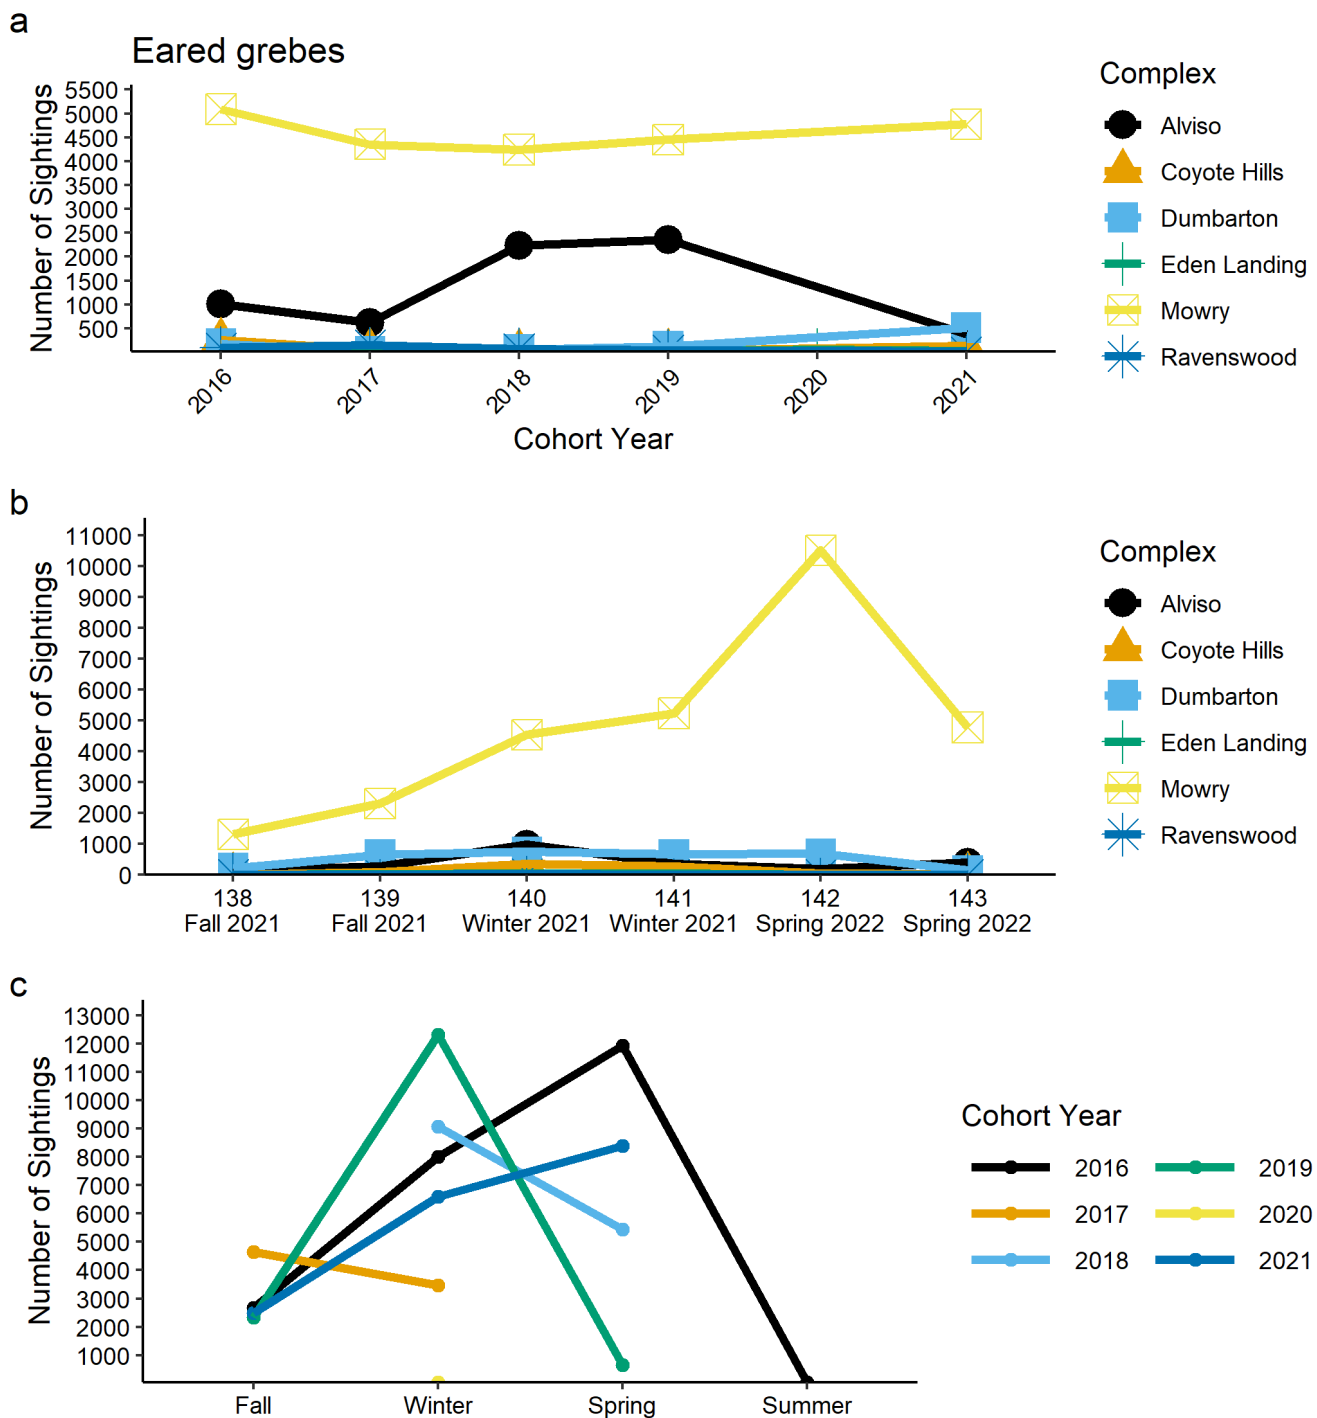 a
Eared grebes
Number of Sightings
5500
5000
4500
4000
3500
3000
2500
2000
1500
1000
500
2016
2017
2018
2019
2020
2021
Cohort Year
Complex
Alviso
Coyote Hills
Dumbarton
Eden Landing
Mowry
Ravenswood
b
Number of Sightings
11000
10000
9000
8000
7000
6000
5000
4000
3000
2000
1000
0
138 139 140 141 142 143
Fall 2021 Fall 2021 Winter 2021 Winter 2021 Spring 2022 Spring 2022
Complex
Alviso
Coyote Hills
Dumbarton
Eden Landing
Mowry
Ravenswood
c
Number of Sightings
13000
12000
11000
10000
9000
8000
7000
6000
5000
4000
3000
2000
1000
Fall Winter Spring Summer
Cohort Year
2016 2019
2017 2020
2018 2021